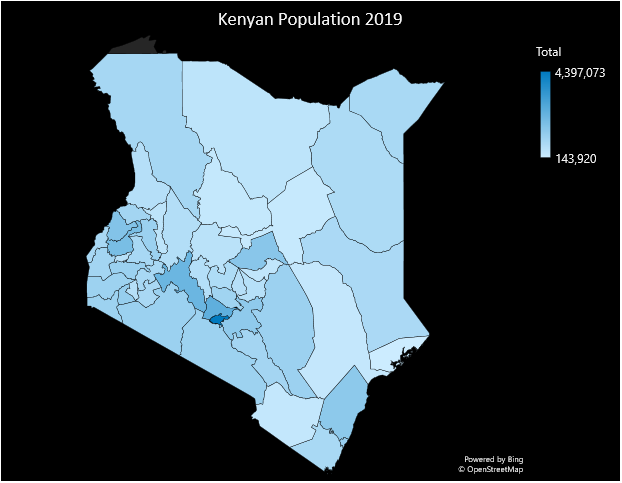 Kenyan Population 2019
Total
4,397,073
143,920
Powered by Bing
© OpenStreetMap